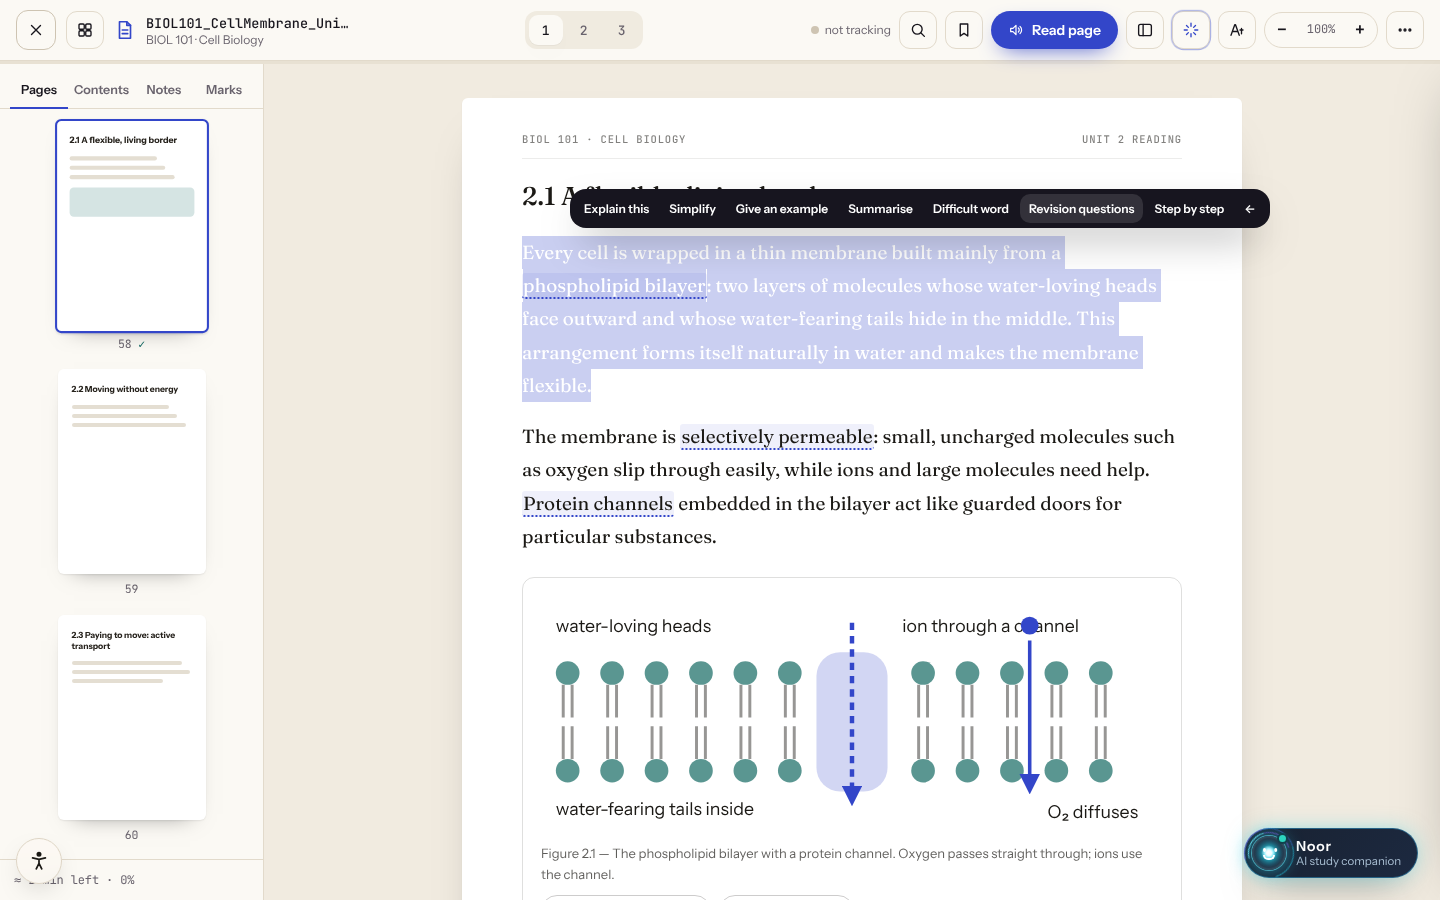 BIOL101_CellMembrane_Uni…
BIOL 101 · Cell Biology
1 2 3
not tracking
Read page
100%
Pages Contents Notes Marks
2.1 A flexible, living border
58 ✓
2.2 Moving without energy
59
2.3 Paying to move: active
transport
60
left · 0%
BIOL 101 · CELL BIOLOGY
UNIT 2 READING
2.1 A
Explain this Simplify Give an example Summarise Difficult word Revision questions Step by step ←
Every cell is wrapped in a thin membrane built mainly from a
phospholipid bilayer: two layers of molecules whose water-loving heads
face outward and whose water-fearing tails hide in the middle. This
arrangement forms itself naturally in water and makes the membrane
flexible.
The membrane is selectively permeable: small, uncharged molecules such
as oxygen slip through easily, while ions and large molecules need help.
Protein channels embedded in the bilayer act like guarded doors for
particular substances.
water-loving heads
ion through a channel
water-fearing tails inside
O₂ diffuses
Figure 2.1 — The phospholipid bilayer with a protein channel. Oxygen passes straight through; ions use
the channel.
Noor
AI study companion